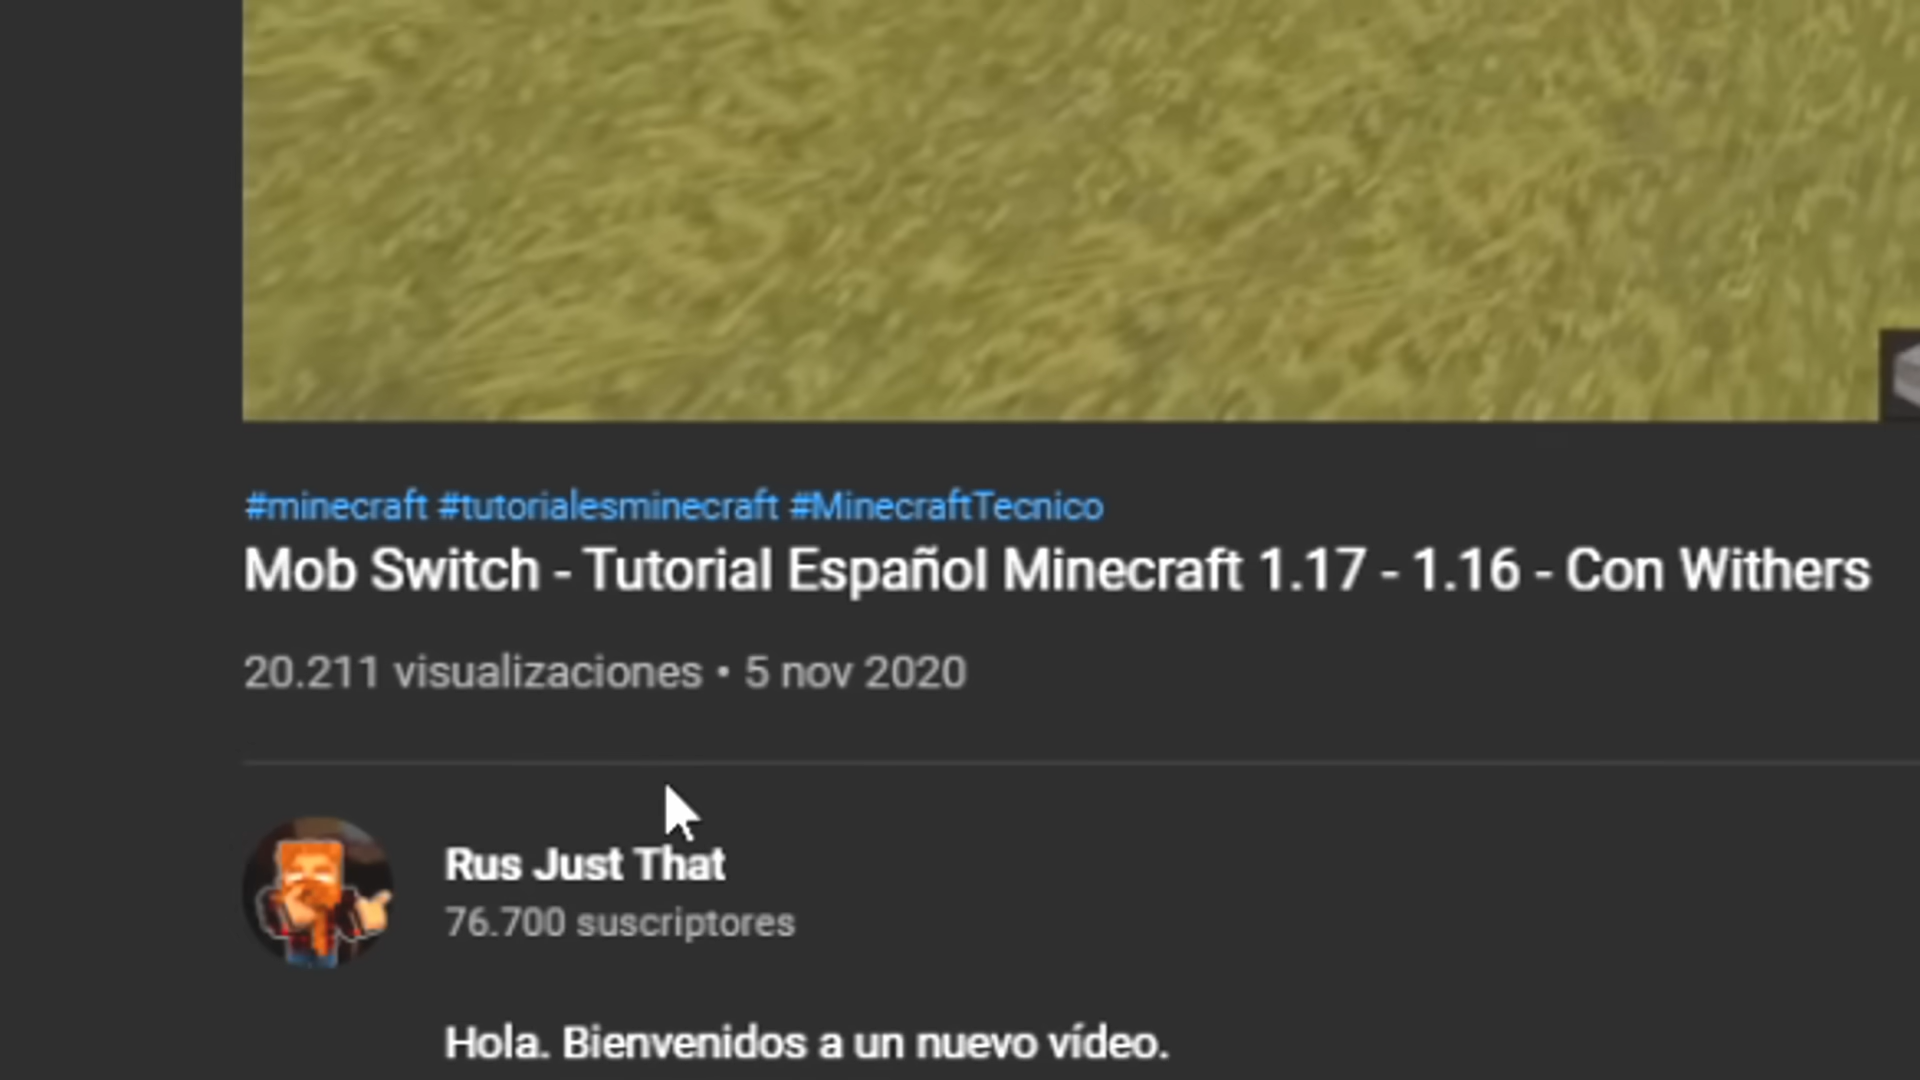 #minecraft #tutorialesminecraft #MinecraftTecnico
Mob Switch - Tutorial Español Minecraft 1.17 - 1.16 - Con Withers
20.211 visualizaciones • 5 nov 2020
Rus Just That
76.700 suscriptores
Hola. Bienvenidos a un nuevo vídeo.